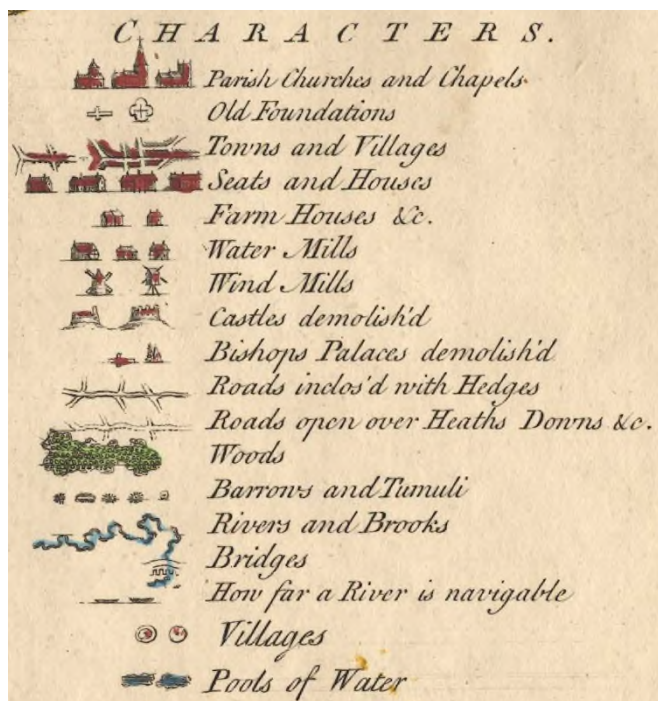 CHARACTERS.
Parish Churches and Chapels
Old Foundations
Towns and Villages
Seats and Houses
Farm Houses &c.
Water Mills
Wind Mills
Castles demolish'd
Bishops Palaces demolish'd
Roads inclos'd with Hedges
Roads open over Heaths Downs &c.
Woods
Barrows and Tumuli
Rivers and Brooks
Bridges
How far a River is navigable
Villages
Pools of Water